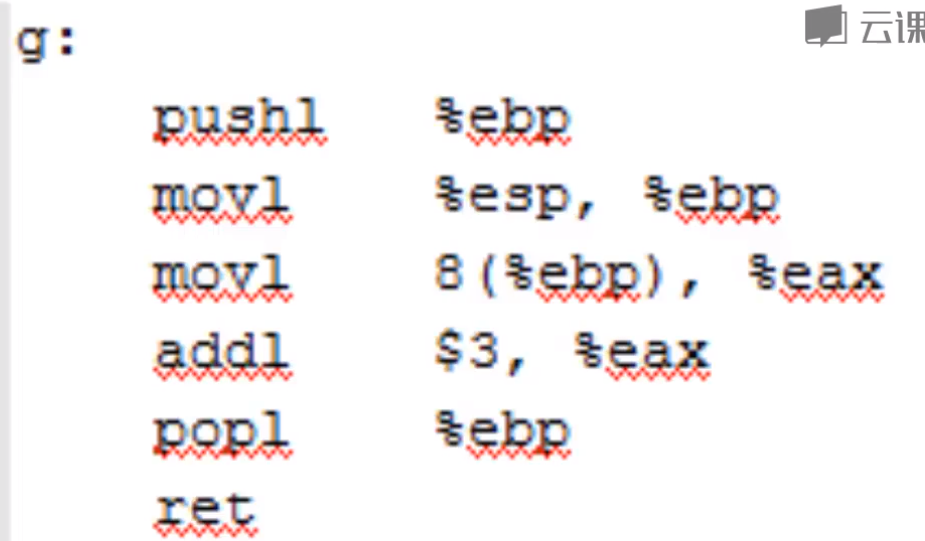 云课
g:
pushl %ebp
movl %esp, %ebp
movl 8(%ebp), %eax
addl $3, %eax
popl %ebp
ret